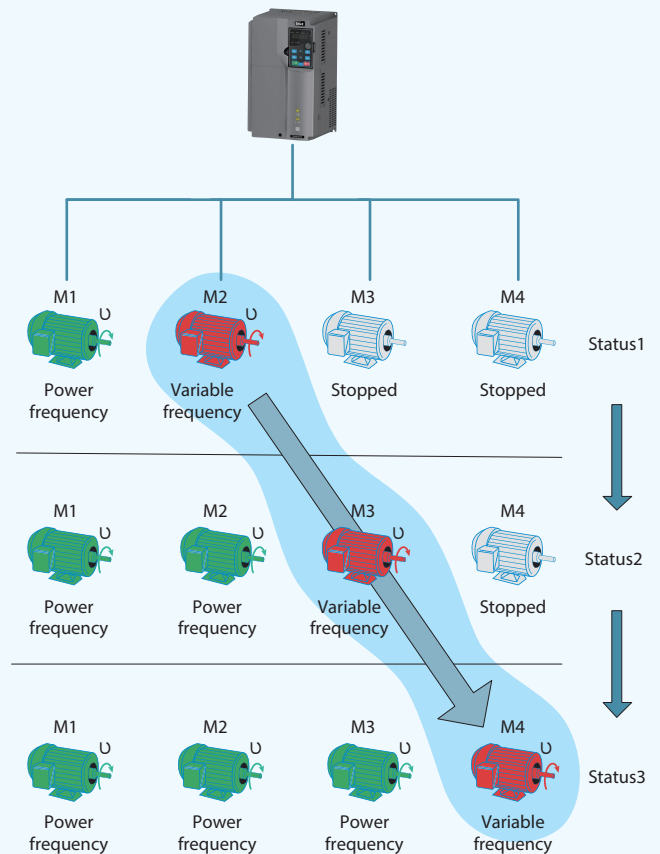 M1 M2 M3 M4
Status1
Power frequency
Variable frequency
Stopped
Stopped
M1 M2 M3 M4
Status2
Power frequency
Power frequency
Variable frequency
Stopped
M1 M2 M3 M4
Status3
Power frequency
Power frequency
Power frequency
Variable frequency